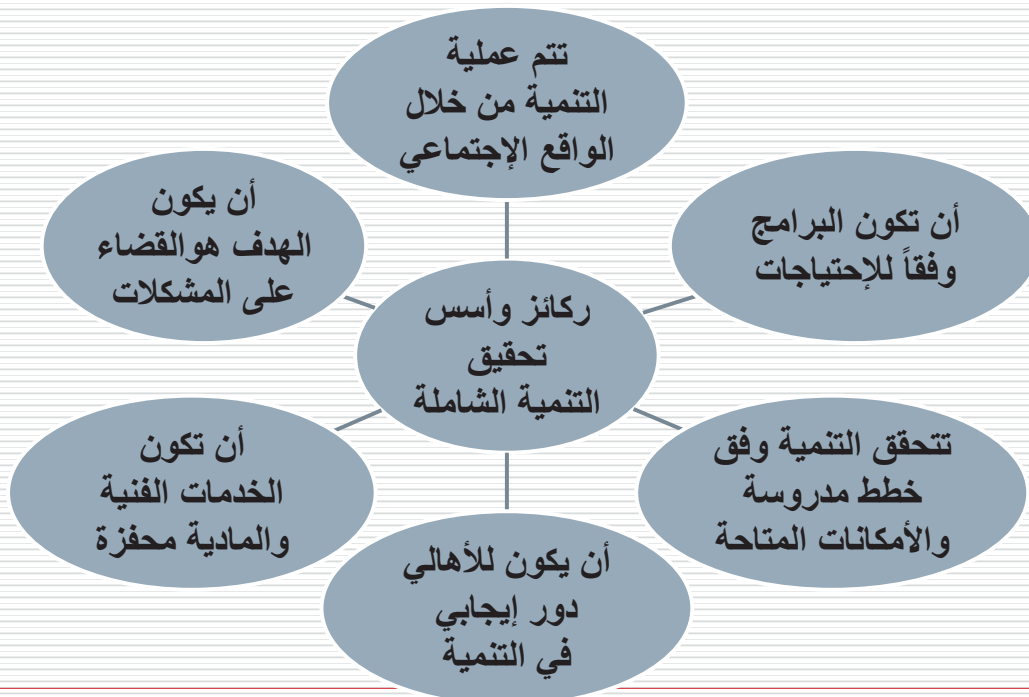 تتم عملية
التنمية من خلال
الواقع الإجتماعي
أن تكون البرامج
وفقاً للإحتياجات
تتحقق التنمية وفق
خطط مدروسة
والأمكانات المتاحة
أن يكون للأهالي
دور إيجابي
في التنمية
أن تكون
الخدمات الفنية
والمادية محفزة
أن يكون
الهدف هوالقضاء
على المشكلات
ركائز وأسس
تحقيق
التنمية الشاملة